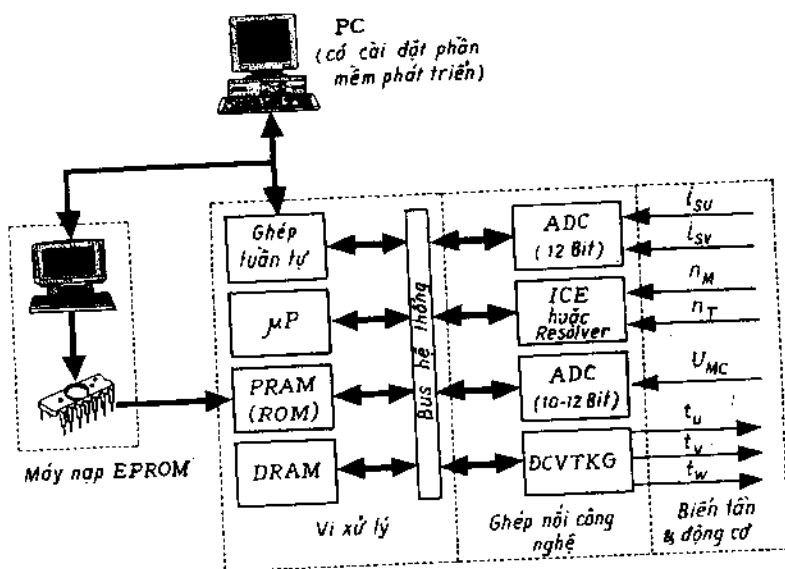 PC
(có cài đặt phần
mềm phát triển)
Ghép
tuần tự
µP
PRAM
(ROM)
DRAM
Bus hệ thống
ADC
(12 Bit)
ICE
hoặc
Resolver
ADC
(10-12 Bit)
ĐCVTKG
i_SU
i_SV
n_M
n_T
U_MC
t_u
t_v
t_w
Máy nạp EPROM
Vi xử lý
Ghép nối công
nghệ
Biến tần
& động cơ